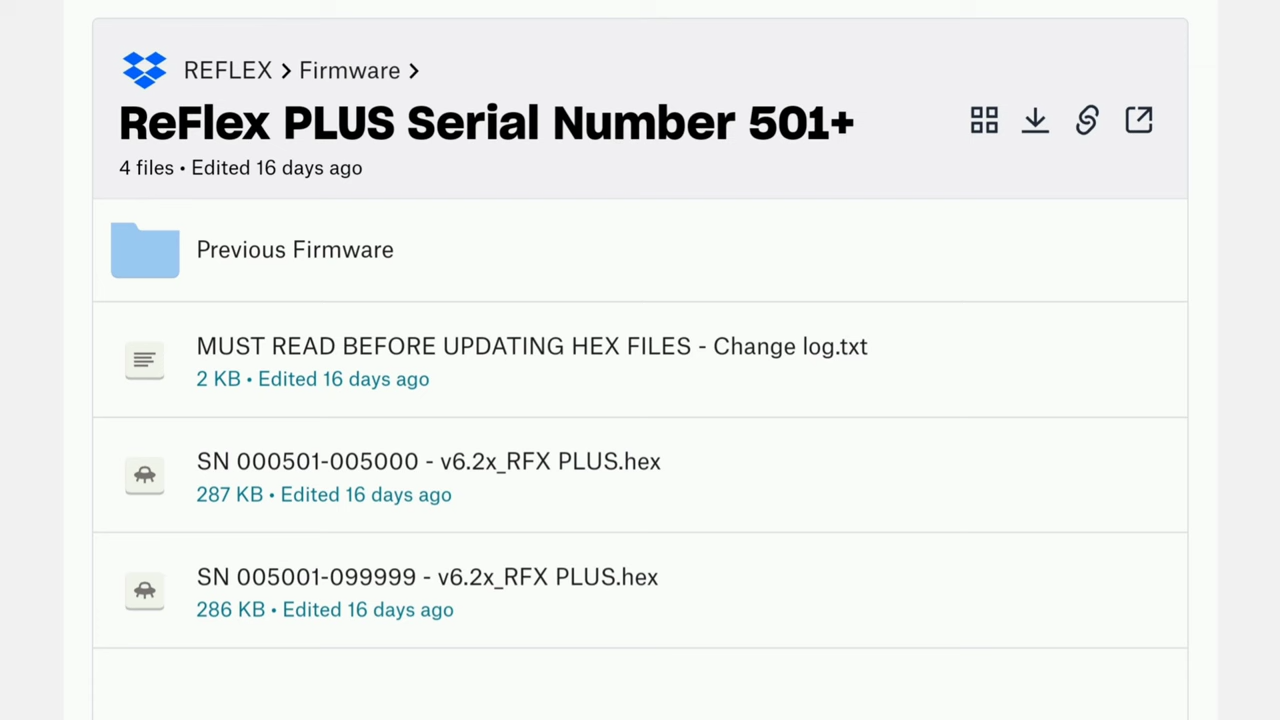 REFLEX > Firmware >
ReFlex PLUS Serial Number 501+
4 files • Edited 16 days ago
Previous Firmware
MUST READ BEFORE UPDATING HEX FILES - Change log.txt
2 KB • Edited 16 days ago
SN 000501-005000 - v6.2x_RFX PLUS.hex
287 KB • Edited 16 days ago
SN 005001-099999 - v6.2x_RFX PLUS.hex
286 KB • Edited 16 days ago